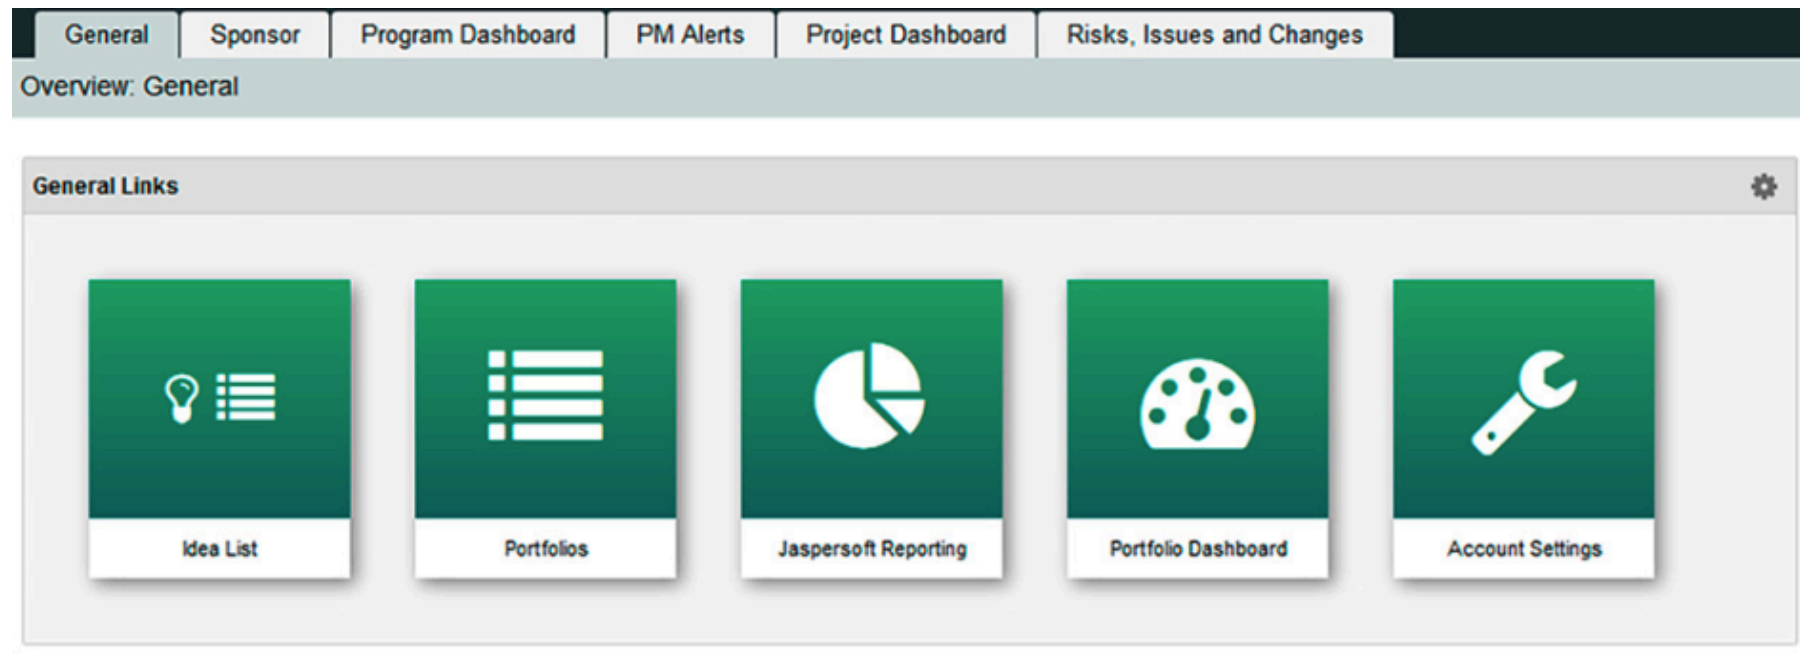 General Sponsor Program Dashboard PM Alerts Project Dashboard Risks, Issues and Changes
Overview: General
General Links
Idea List Portfolios Jaspersoft Reporting Portfolio Dashboard Account Settings